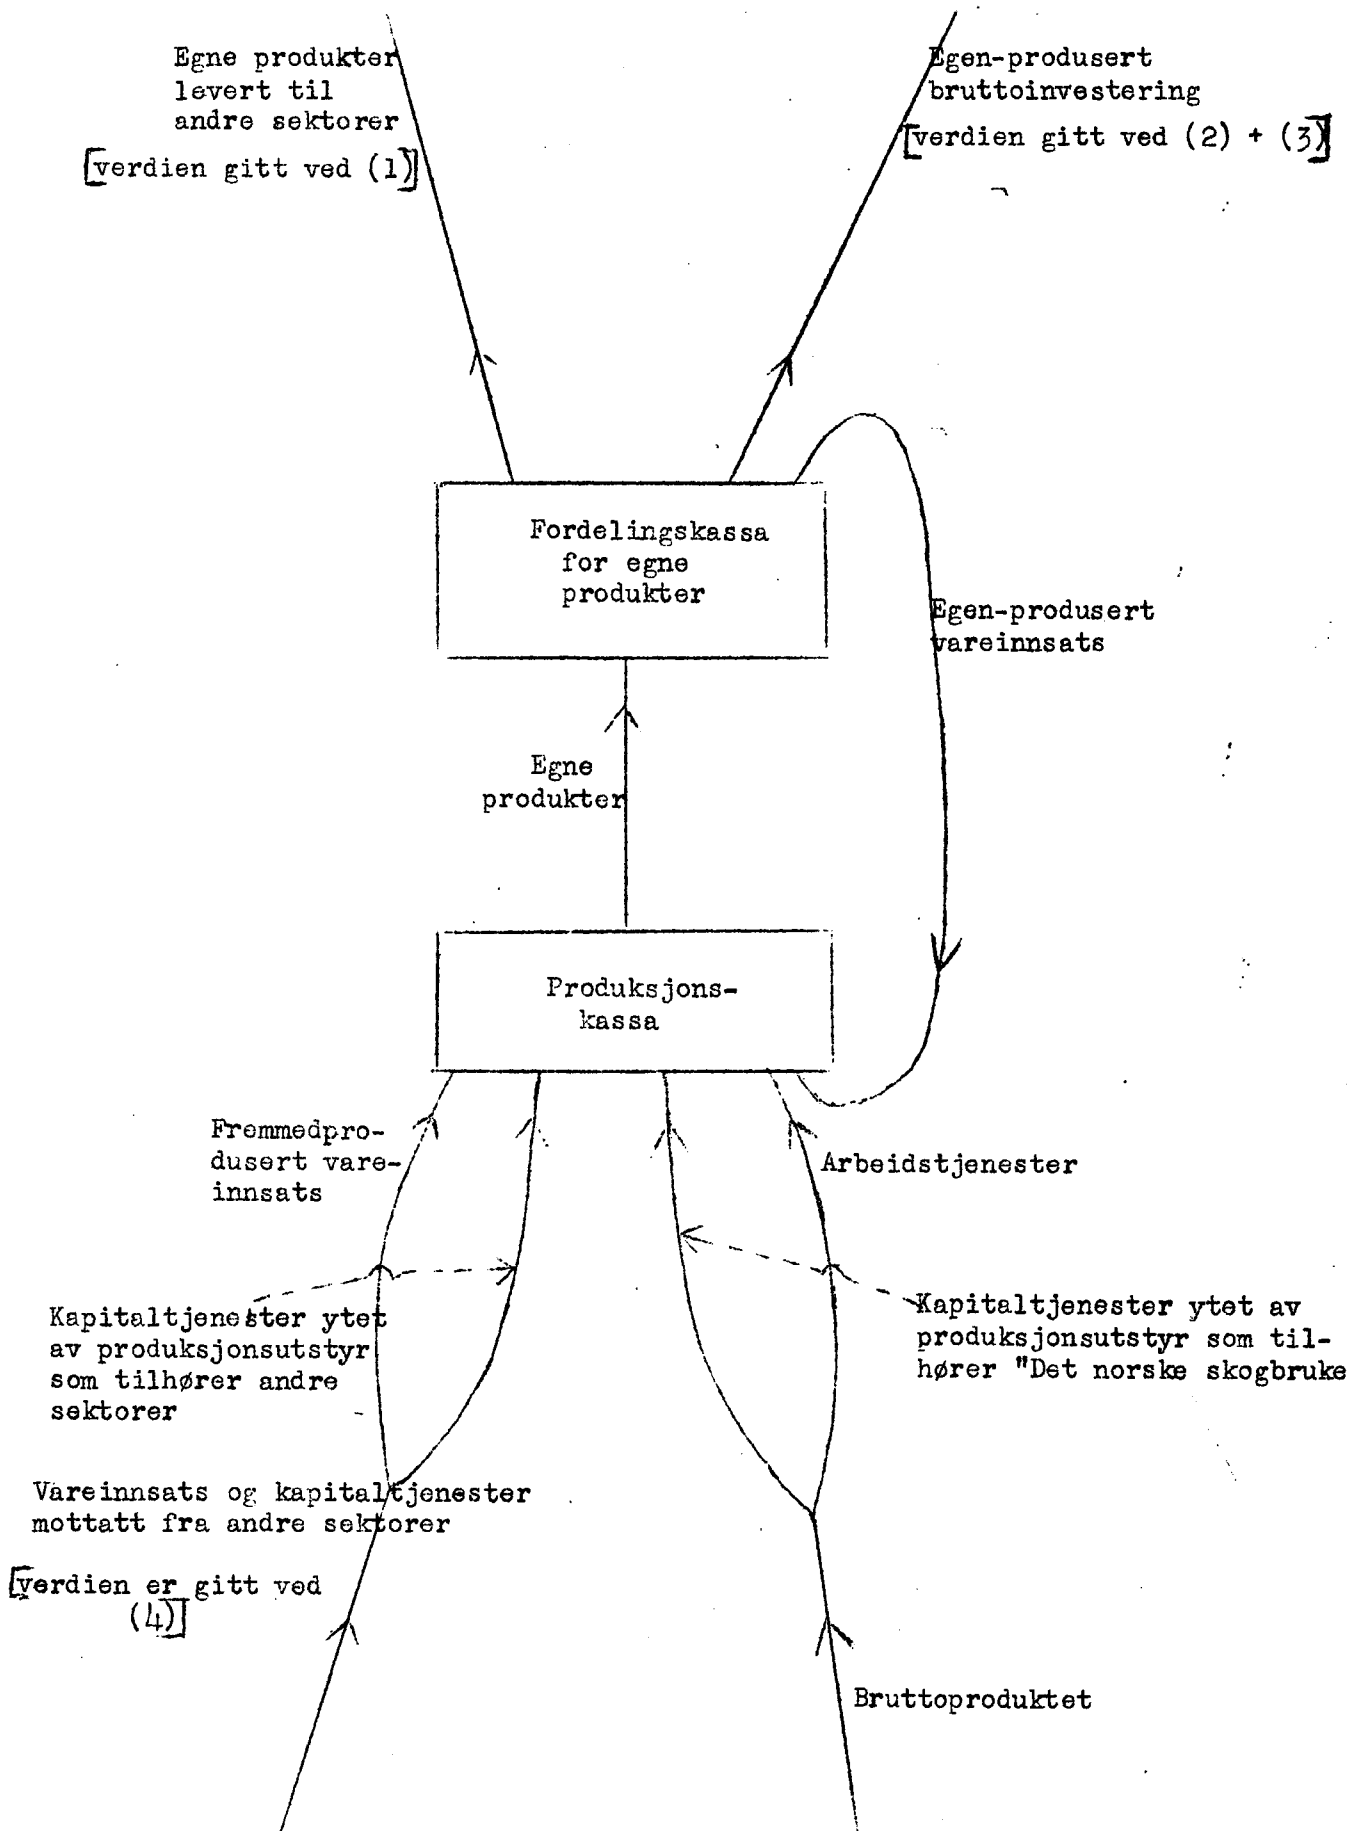 Egne produkter
levert til
andre sektorer
[verdien gitt ved (1)]
Egen-produsert
bruttoinvestering
[verdien gitt ved (2) + (3)]
Fordelingskassa
for egne
produkter
Egen-produsert
vareinnsats
Egne
produkter
Produksjons-
kassa
Fremmedpro-
dusert vare-
innsats
Arbeidstjenester
Kapitaltjenester ytet
av produksjonsutstyr
som tilhører andre
sektorer
Kapitaltjenester ytet av
produksjonsutstyr som til-
hører "Det norske skogbruke
Vareinnsats og kapitaltjenester
mottatt fra andre sektorer
[verdien er gitt ved
(4)]
Bruttoproduktet